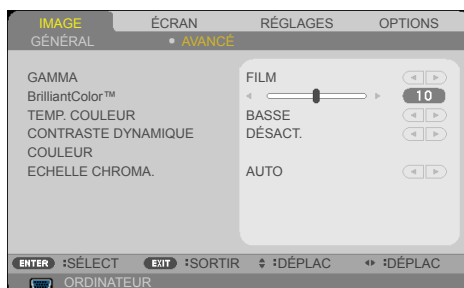 IMAGE ÉCRAN RÉGLAGES OPTIONS
GÉNÉRAL • AVANCÉ
GAMMA FILM
BrilliantColor™ 10
TEMP. COULEUR BASSE
CONTRASTE DYNAMIQUE DÉSACT.
COULEUR
ECHELLE CHROMA. AUTO
ENTER :SÉLECT EXIT :SORTIR :DÉPLAC :DÉPLAC
ORDINATEUR